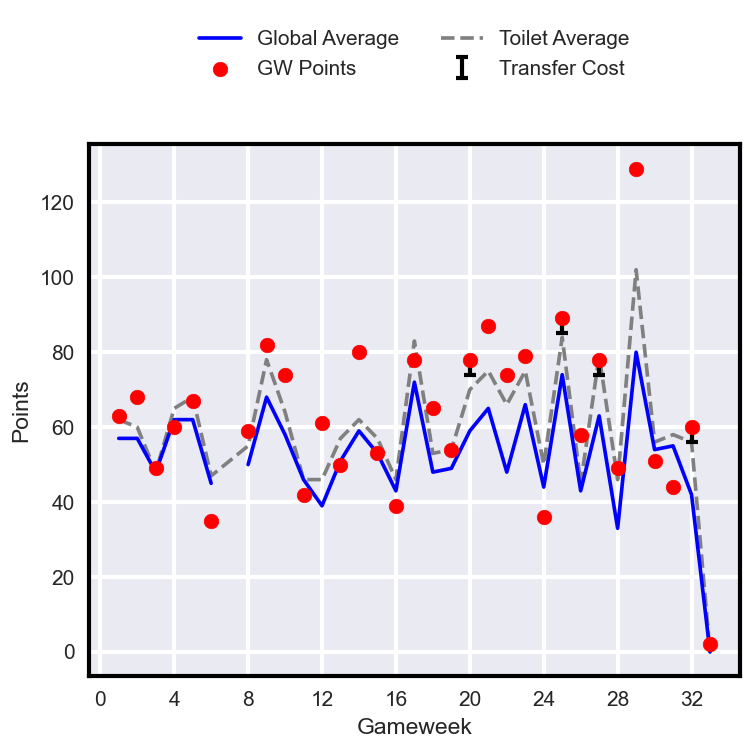 Global Average
Toilet Average
GW Points
Transfer Cost
Points
120
100
80
60
40
20
0
0 4 8 12 16 20 24 28 32
Gameweek